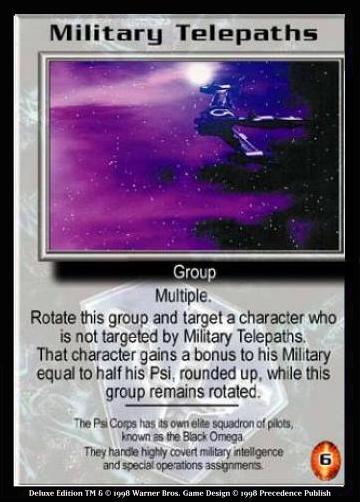 Military Telepaths
Group
Multiple.
Rotate this group and target a character who
is not targeted by Military Telepaths.
That character gains a bonus to his Military
equal to half his Psi, rounded up, while this
group remains rotated.
The Psi Corps has its own elite squadron of pilots,
known as the Black Omega.
They handle highly covert military intelligence
and special operations assignments.
6
Deluxe Edition TM & © 1998 Warner Bros. Game Design © 1998 Precedence Publish